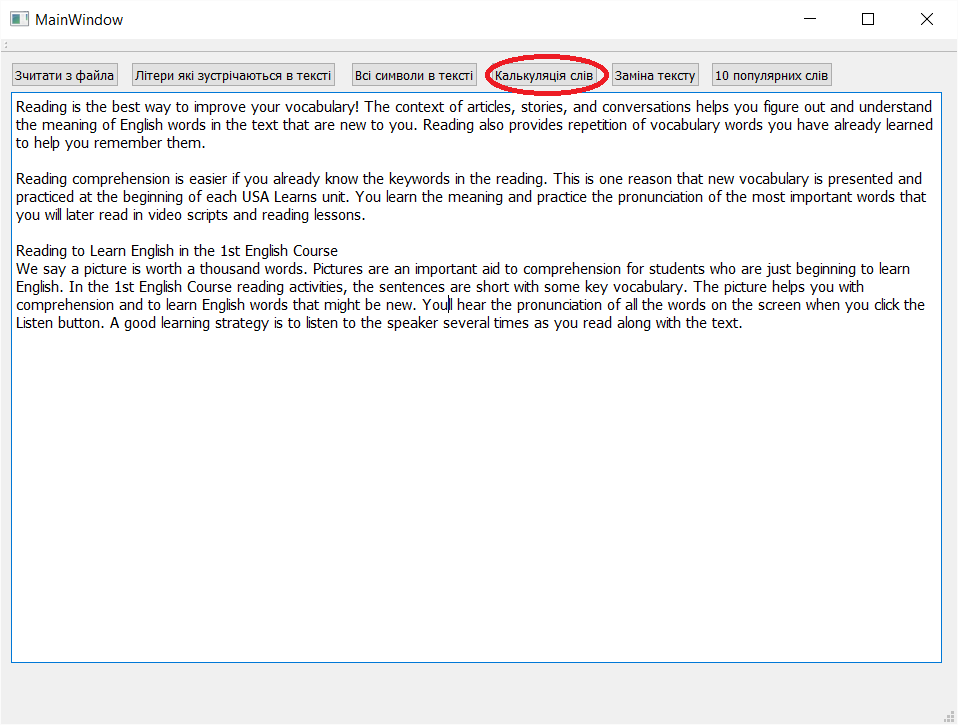 MainWindow
Зчитати з файла Літери які зустрічаються в тексті Всі символи в тексті Калькуляція слів Заміна тексту 10 популярних слів
Reading is the best way to improve your vocabulary! The context of articles, stories, and conversations helps you figure out and understand
the meaning of English words in the text that are new to you. Reading also provides repetition of vocabulary words you have already learned
to help you remember them.
Reading comprehension is easier if you already know the keywords in the reading. This is one reason that new vocabulary is presented and
practiced at the beginning of each USA Learns unit. You learn the meaning and practice the pronunciation of the most important words that
you will later read in video scripts and reading lessons.
Reading to Learn English in the 1st English Course
We say a picture is worth a thousand words. Pictures are an important aid to comprehension for students who are just beginning to learn
English. In the 1st English Course reading activities, the sentences are short with some key vocabulary. The picture helps you with
comprehension and to learn English words that might be new. Youll hear the pronunciation of all the words on the screen when you click the
Listen button. A good learning strategy is to listen to the speaker several times as you read along with the text.